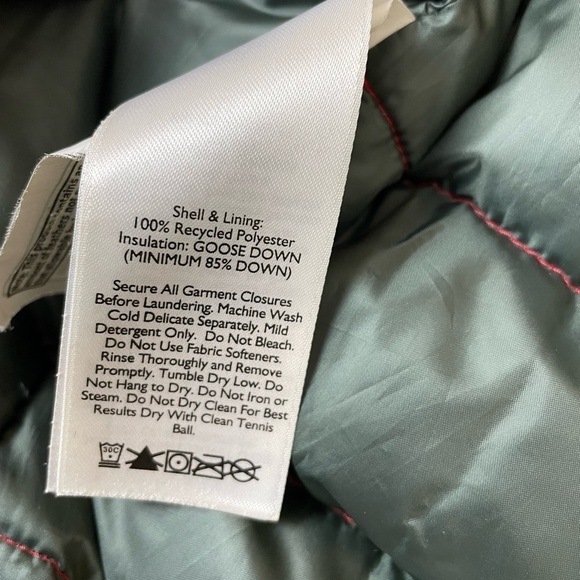 Shell & Lining:
100% Recycled Polyester
Insulation: GOOSE DOWN
(MINIMUM 85% DOWN)
Secure All Garment Closures
Before Laundering. Machine Wash
Cold Delicate Separately. Mild
Detergent Only. Do Not Bleach.
Do Not Use Fabric Softeners.
Rinse Thoroughly and Remove
Promptly. Tumble Dry Low. Do
Not Hang to Dry. Do Not Iron or
Steam. Do Not Dry Clean For Best
Results Dry With Clean Tennis
Ball.
30C